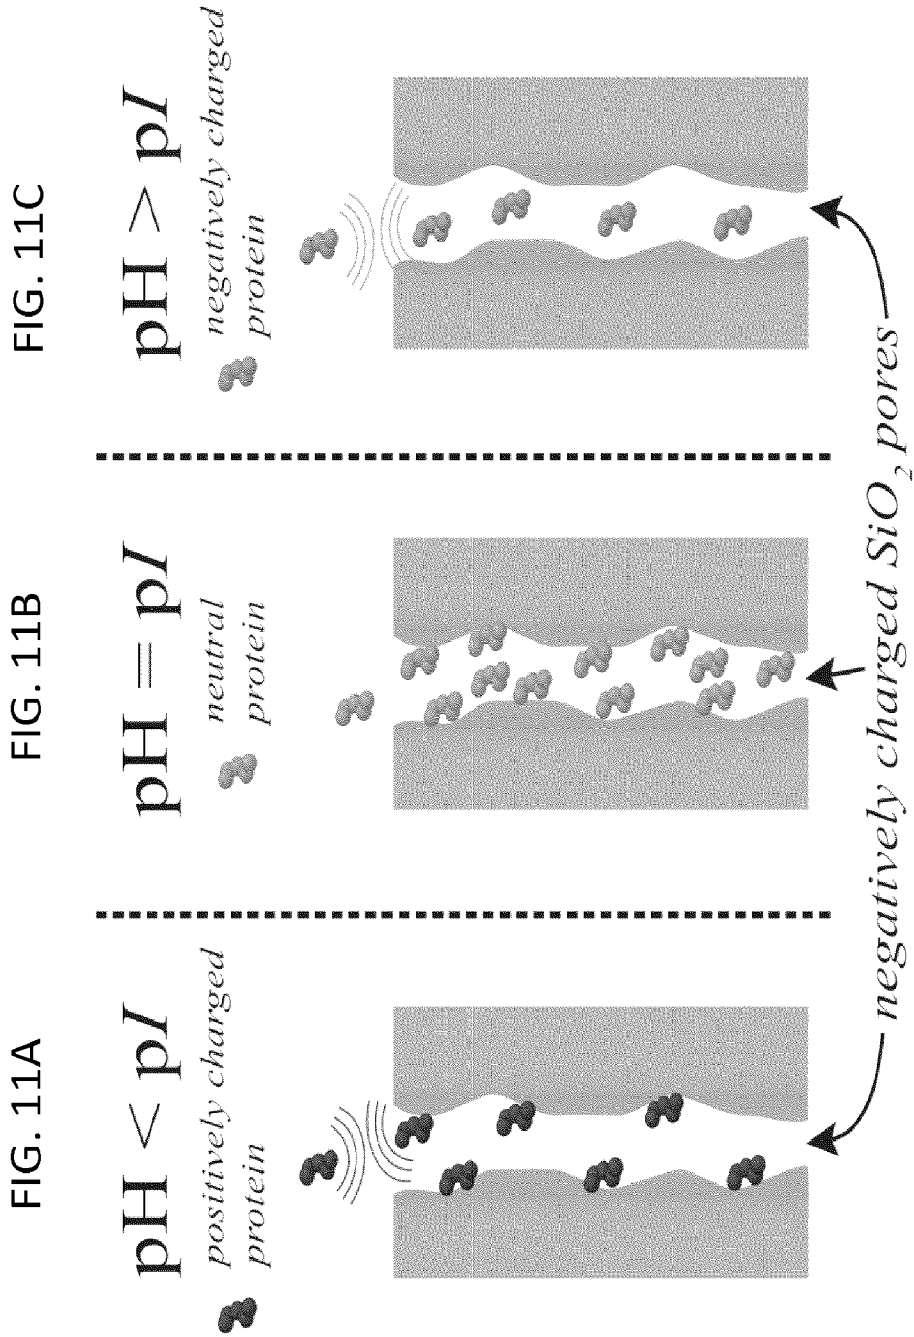 FIG. 11A
pH < pI
positively charged
protein
FIG. 11B
pH = pI
neutral
protein
FIG. 11C
pH > pI
negatively charged
protein
negatively charged SiO₂ pores